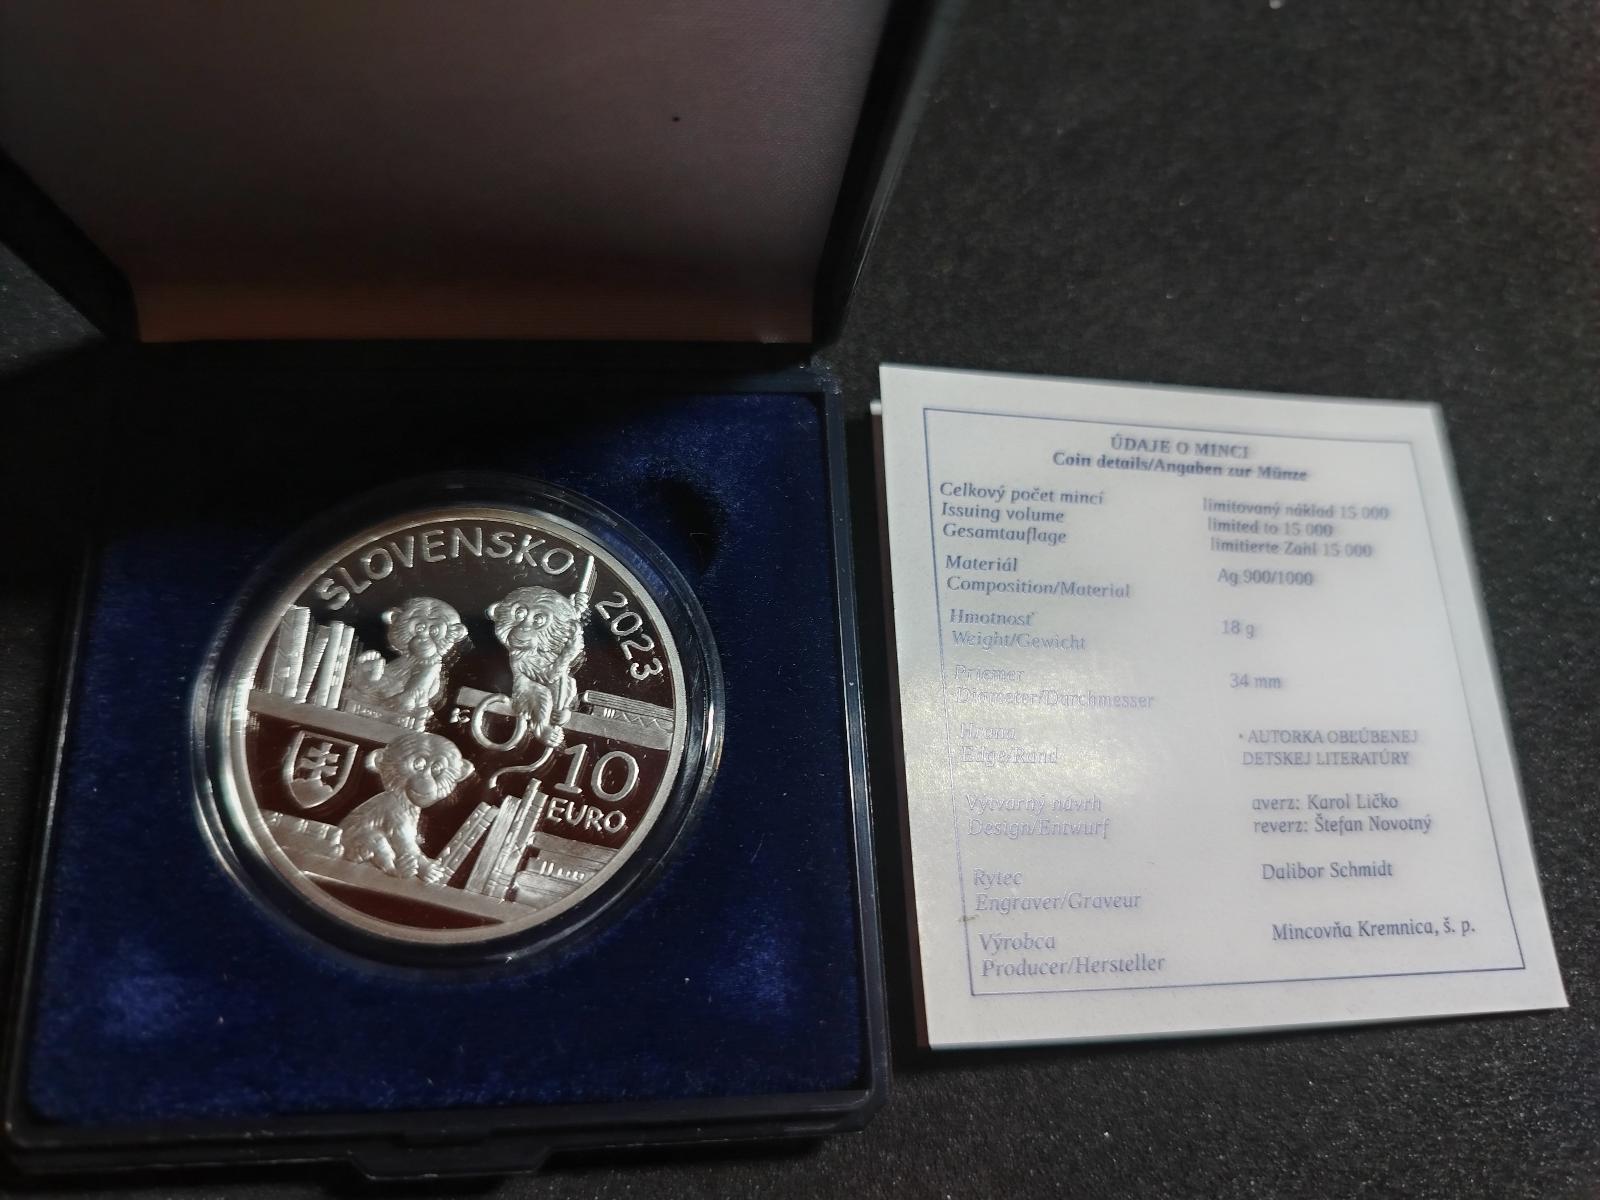 SLOVENSKO
2023
10
EURO
ÚDAJE O MINCI
Coin details/Angaben zur Münze
Celkový počet mincí
limitovaný náklad 15 000
Issuing volume
limited to 15 000
Gesamtauflage
limitierte Zahl 15 000
Materiál
Ag 900/1000
Composition/Material
Hmotnosť
18 g
Weight/Gewicht
Priemer
34 mm
Diameter/Durchmesser
Hrana
• AUTORKA OBĽÚBENEJ
Edge/Rand
DETSKEJ LITERATÚRY
Výtvarný návrh
averz: Karol Ličko
Design/Entwurf
reverz: Štefan Novotný
Rytec
Dalibor Schmidt
Engraver/Graveur
Výrobca
Mincovňa Kremnica, š. p.
Producer/Hersteller